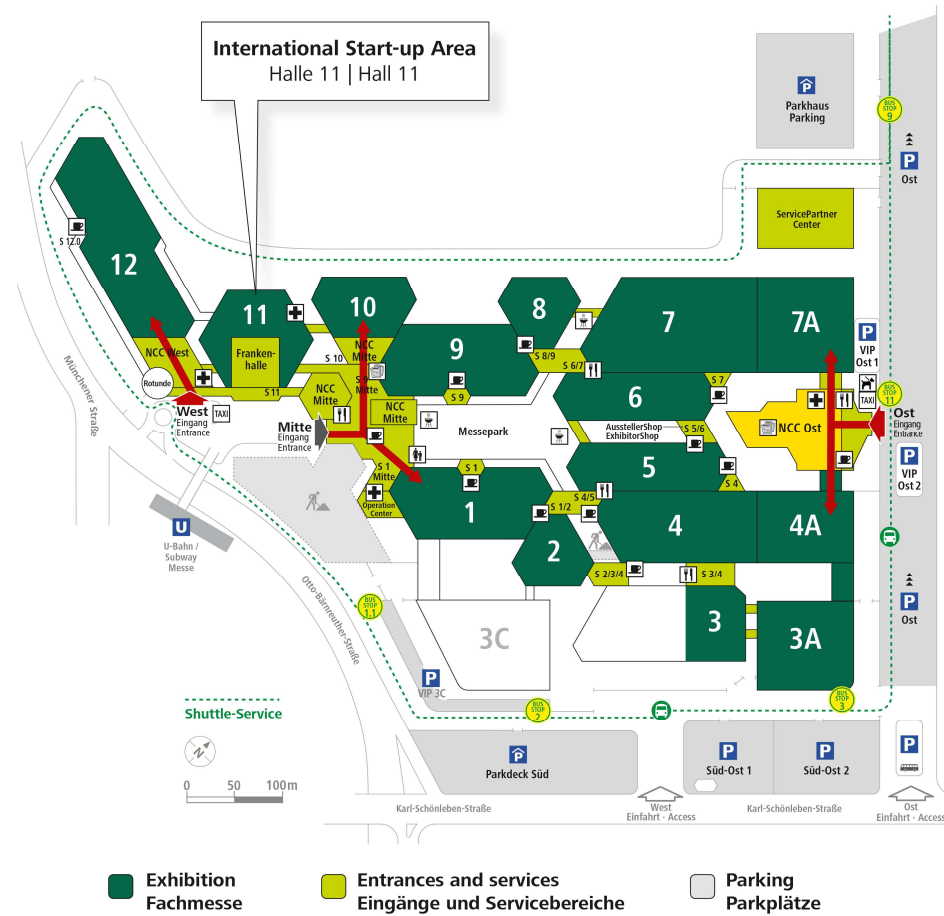 International Start-up Area
Halle 11 | Hall 11
P
Parkhaus
Parking
BUS
STOP
9
P
Ost
ServicePartner
Center
S 12.0
12
11
10
8
7
7A
9
NCC West
Franken-
halle
S 10
NCC
Mitte
S 8/9
S 6/7
P
VIP
Ost 1
Rotunde
S 11
Mitte
S 9
6
S 7
TAXI
BUS
STOP
11
West
Eingang
Entrance
TAXI
NCC
Mitte
NCC
Mitte
Mitte
Eingang
Entrance
Messepark
AusstellerShop
ExhibitorShop
S 5/6
NCC Ost
Ost
Eingang
Entrance
Münchener Straße
S 1
Mitte
S 1
5
S 4
P
VIP
Ost 2
Operation
Center
1
S 1/2
S 4/5
4
4A
U
U-Bahn /
Subway
Messe
2
S 2/3/4
S 3/4
P
Ost
Otto-Bärnreuther-Straße
BUS
STOP
1.1
3C
3
3A
P
VIP 3C
BUS
STOP
2
BUS
STOP
3
Shuttle-Service
N
0 50 100m
P
Parkdeck Süd
P
Süd-Ost 1
P
Süd-Ost 2
P
Karl-Schönleben-Straße
West
Einfahrt · Access
Karl-Schönleben-Straße
Ost
Einfahrt · Access
Exhibition
Fachmesse
Entrances and services
Eingänge und Servicebereiche
Parking
Parkplätze